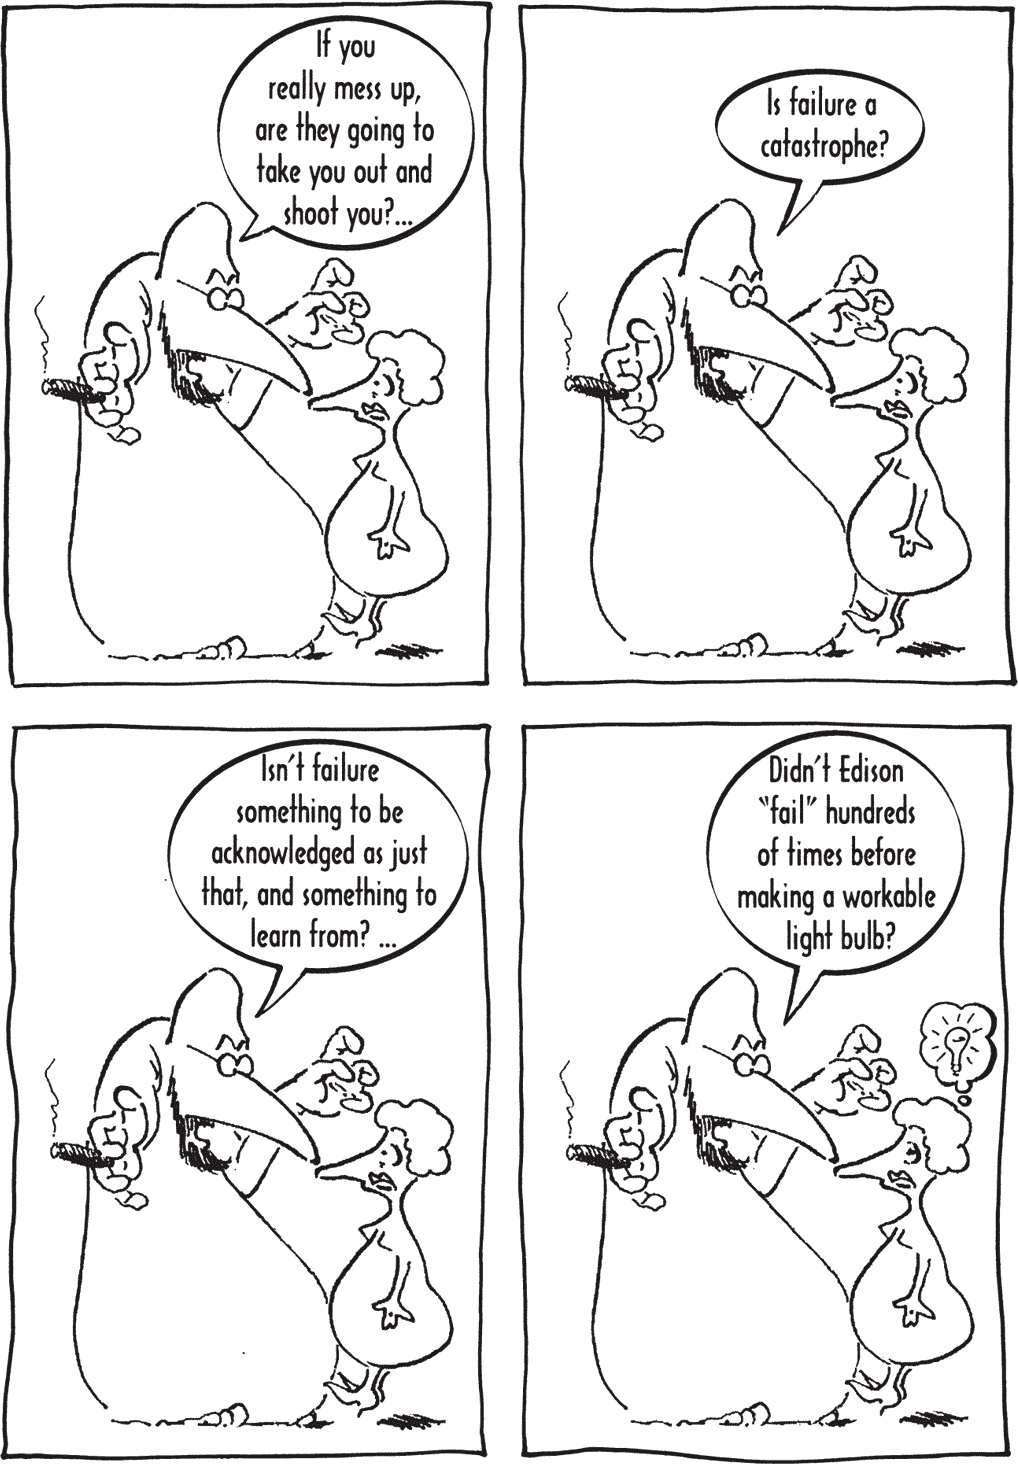 If you
really mess up,
are they going to
take you out and
shoot you?...
Is failure a
catastrophe?
Isn't failure
something to be
acknowledged as just
that, and something to
learn from? ...
Didn't Edison
"fail" hundreds
of times before
making a workable
light bulb?